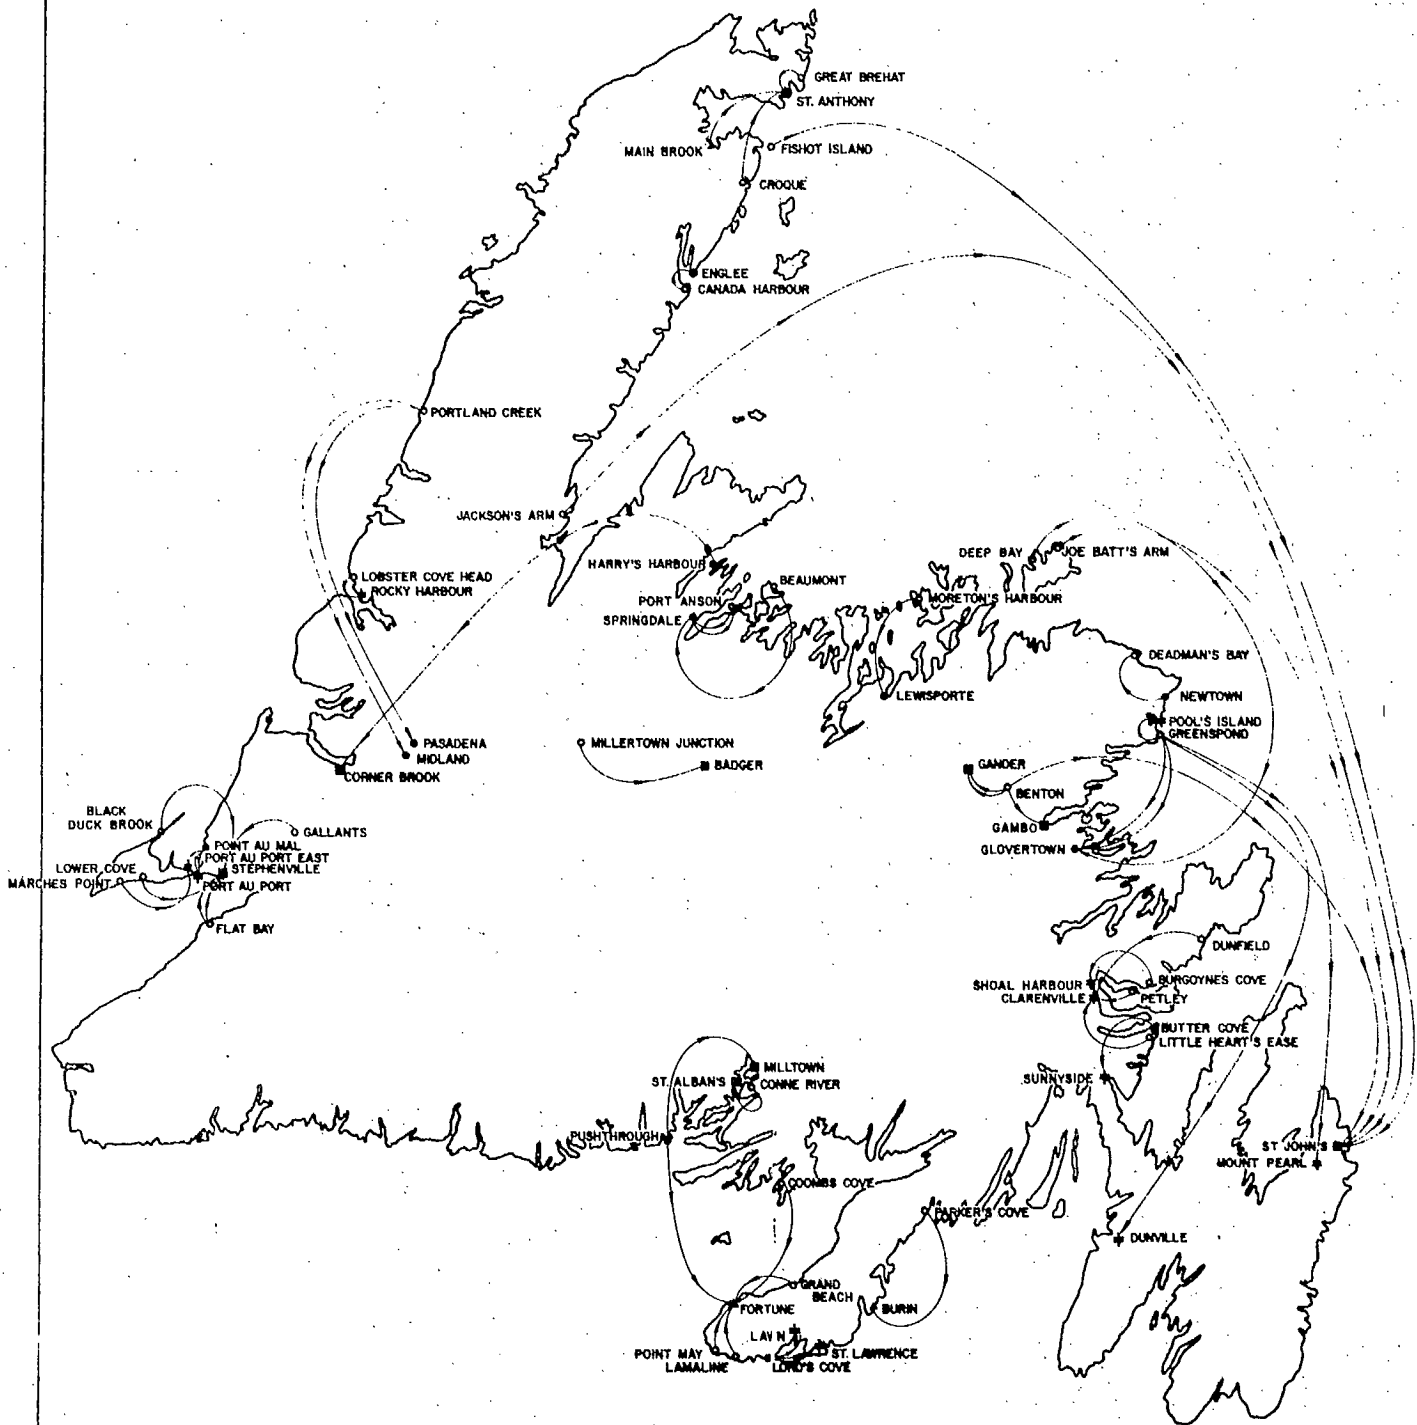 GREAT BREHAT
ST. ANTHONY
MAIN BROOK
FISHOT ISLAND
CROQUE
ENGLEE
CANADA HARBOUR
PORTLAND CREEK
JACKSON'S ARM
HARRY'S HARBOUR
DEEP BAY
JOE BATT'S ARM
LOBSTER COVE HEAD
ROCKY HARBOUR
BEAUMONT
PORT ANSON
MORETON'S HARBOUR
SPRINGDALE
DEADMAN'S BAY
LEWISPORTE
NEWTOWN
POOL'S ISLAND
GREENSPOND
PASADENA
MILLERTOWN JUNCTION
MIDLAND
CORNER BROOK
BADGER
GANDER
BENTON
BLACK
DUCK BROOK
GALLANTS
GAMBO
POINT AU MAL
GLOVERTOWN
PORT AU PORT EAST
LOWER COVE
STEPHENVILLE
MARCHES POINT
PORT AU PORT
FLAT BAY
DUNFIELD
SHOAL HARBOUR
BURGOYNES COVE
CLARENVILLE
PETLEY
BUTTER COVE
LITTLE HEART'S EASE
MILLTOWN
SUNNYSIDE
ST. ALBAN'S
CONNE RIVER
PUSHTHROUGH
ST JOHN'S
MOUNT PEARL
COOMBS COVE
PARKER'S COVE
DUNVILLE
GRAND
BEACH
FORTUNE
BURIN
POINT MAY
ST. LAWRENCE
LAMALINE
LORD'S COVE